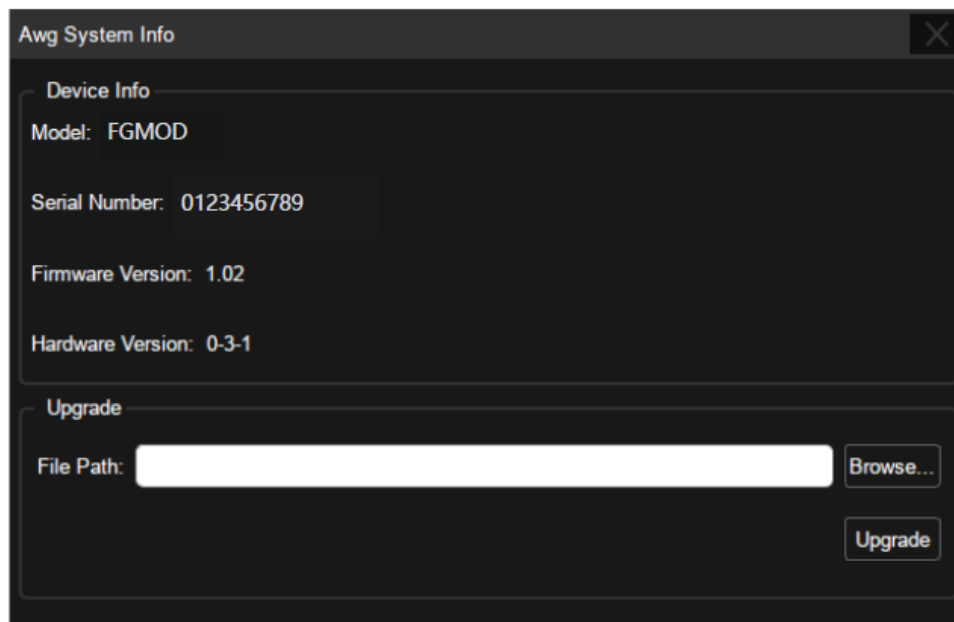 Awg System Info
Device Info
Model: FGMOD
Serial Number: 0123456789
Firmware Version: 1.02
Hardware Version: 0-3-1
Upgrade
File Path: Browse...
Upgrade